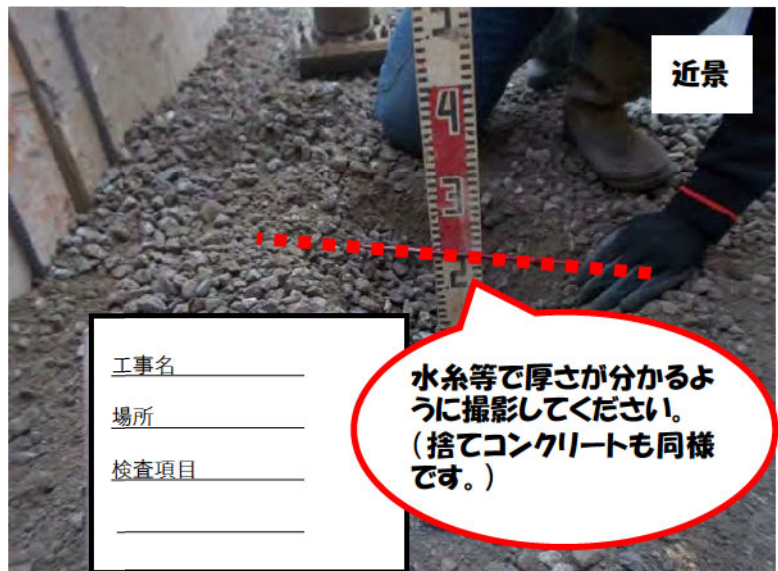 近景
4
3
2
工事名
場所
検査項目
水糸等で厚さが分かるよ
うに撮影してください。
(捨てコンクリートも同様
です。)